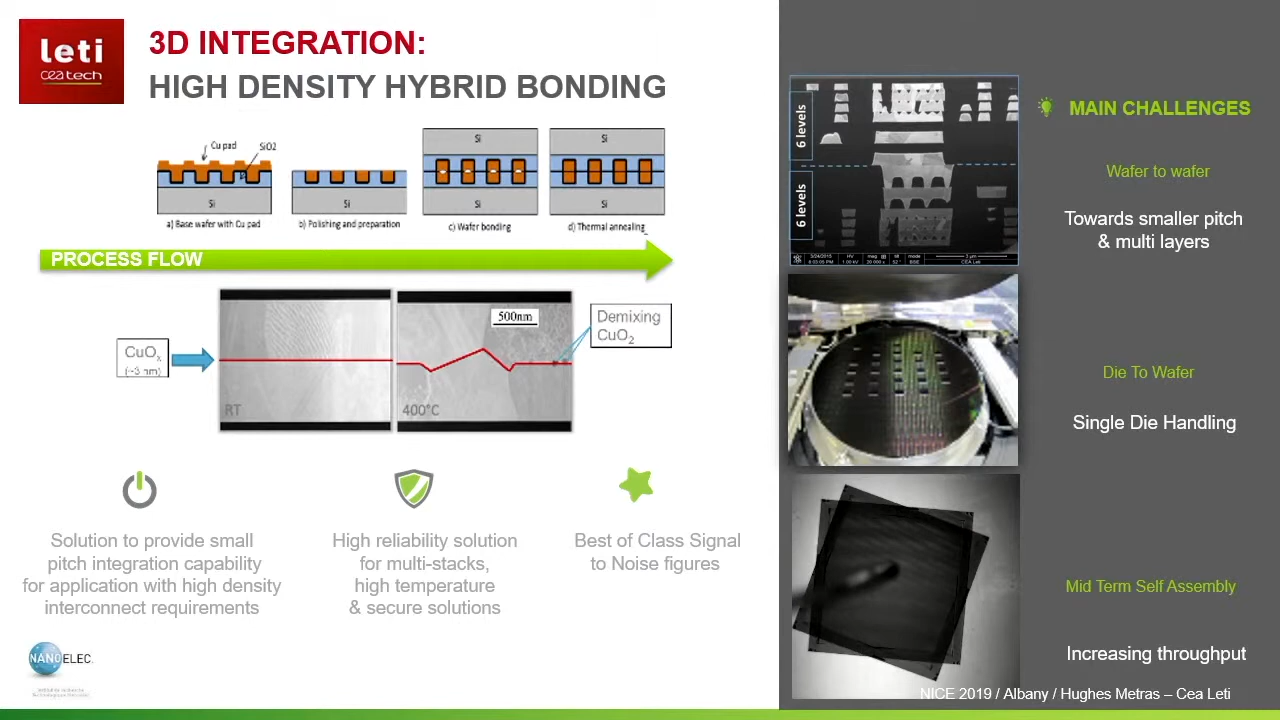 leti
ceatech
3D INTEGRATION:
HIGH DENSITY HYBRID BONDING
Cu pad
SiO2
Si
a) Base wafer with Cu pad
Si
b) Polishing and preparation
Si
Si
c) Wafer bonding
Si
Si
d) Thermal annealing
PROCESS FLOW
CuOx
(~3 nm)
RT
500nm
400°C
Demixing
CuO2
Solution to provide small
pitch integration capability
for application with high density
interconnect requirements
High reliability solution
for multi-stacks,
high temperature
& secure solutions
Best of Class Signal
to Noise figures
NANOELEC
6 levels
6 levels
MAIN CHALLENGES
Wafer to wafer
Towards smaller pitch
& multi layers
Die To Wafer
Single Die Handling
Mid Term Self Assembly
Increasing throughput
NICE 2019 / Albany / Hughes Metras – Cea Leti